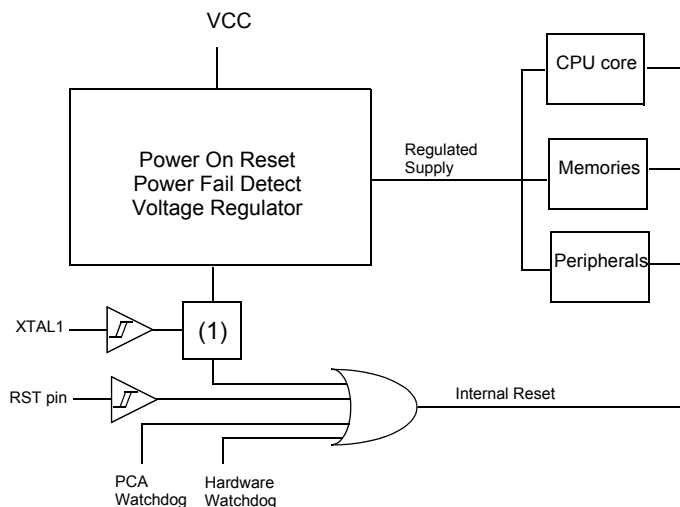 VCC
Power On Reset
Power Fail Detect
Voltage Regulator
Regulated
Supply
CPU core
Memories
Peripherals
XTAL1
(1)
RST pin
Internal Reset
PCA
Watchdog
Hardware
Watchdog